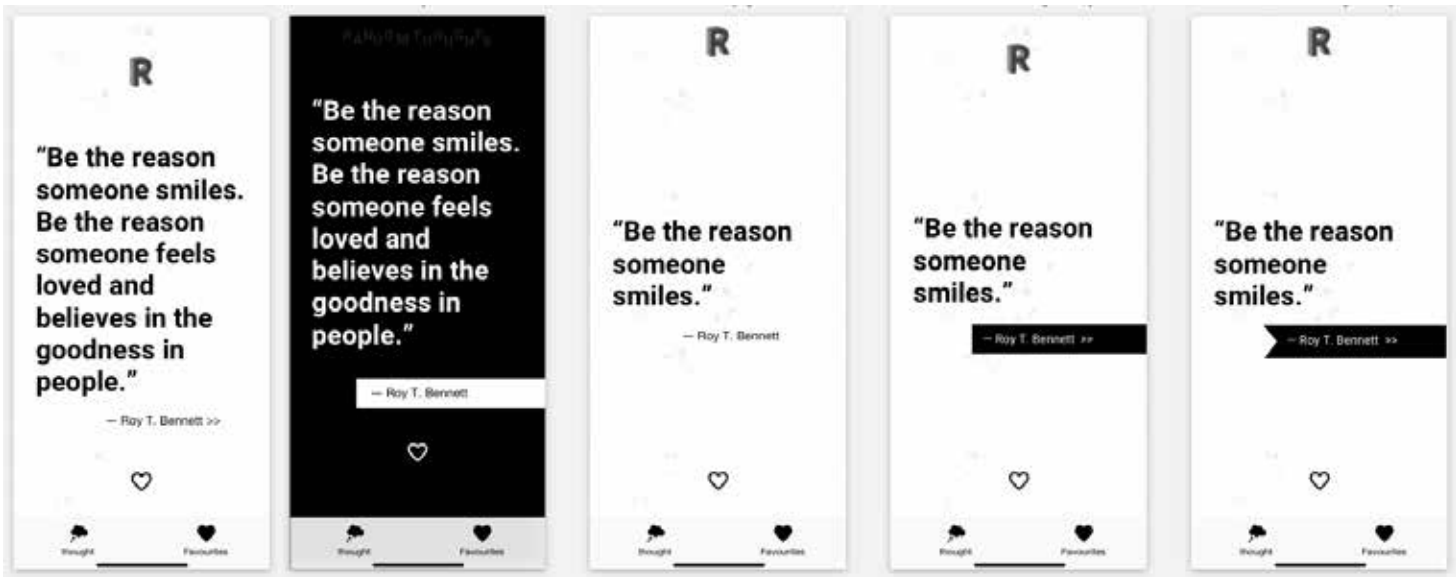 R
“Be the reason
someone smiles.
Be the reason
someone feels
loved and
believes in the
goodness in
people.”
— Roy T. Bennett >>
thought
Favourites
RANDOM THOUGHTS
“Be the reason
someone smiles.
Be the reason
someone feels
loved and
believes in the
goodness in
people.”
— Roy T. Bennett
thought
Favourites
R
“Be the reason
someone
smiles.”
— Roy T. Bennett
thought
Favourites
R
“Be the reason
someone
smiles.”
— Roy T. Bennett >>
thought
Favourites
R
“Be the reason
someone
smiles.”
— Roy T. Bennett >>
thought
Favourites